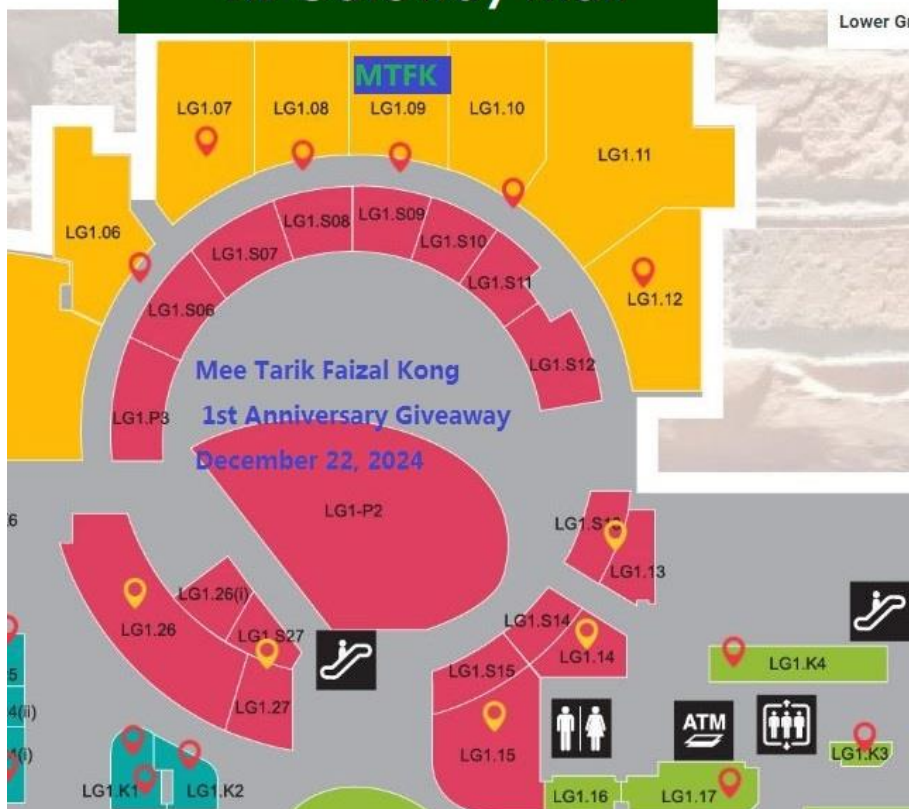 Lower Gr
MTFK
LG1.07
LG1.08
LG1.09
LG1.10
LG1.11
LG1.06
LG1.S08
LG1.S09
LG1.S07
LG1.S10
LG1.S11
LG1.S06
LG1.12
LG1.S12
LG1.P3
Mee Tarik Faizal Kong
1st Anniversary Giveaway
December 22, 2024
LG1-P2
LG1.13
LG1.26(i)
LG1.26
LG1.S27
LG1.S14
LG1.14
LG1.S15
LG1.K4
LG1.27
4(ii)
ATM
LG1.15
LG1.K3
LG1.K1
LG1.K2
LG1.16
LG1.17